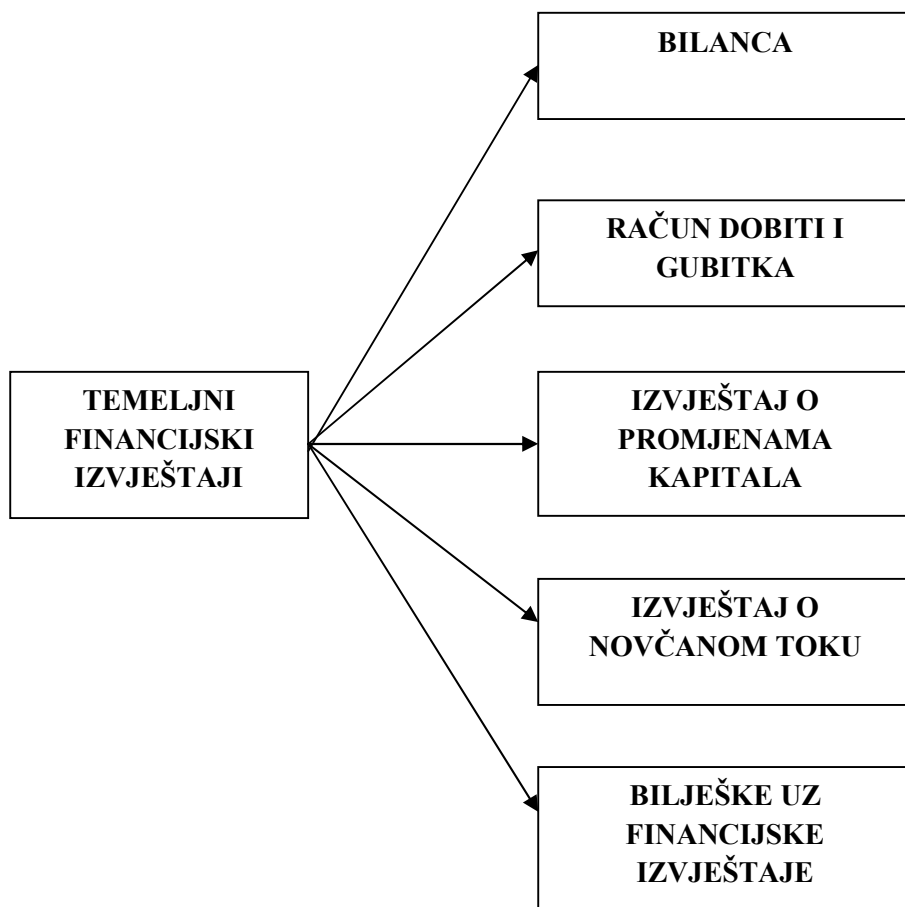 BILANCA
RAČUN DOBITI I
GUBITKA
TEMELJNI
FINANCIJSKI
IZVJEŠTAJI
IZVJEŠTAJ O
PROMJENAMA
KAPITALA
IZVJEŠTAJ O
NOVČANOM TOKU
BILJEŠKE UZ
FINANCIJSKE
IZVJEŠTAJE